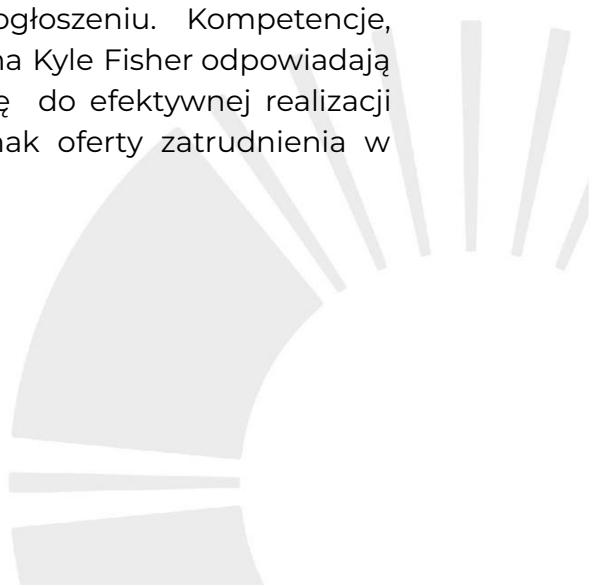 ogłoszeniu. Kompetencje,
na Kyle Fisher odpowiadają
ę do efektywnej realizacji
nak oferty zatrudnienia w